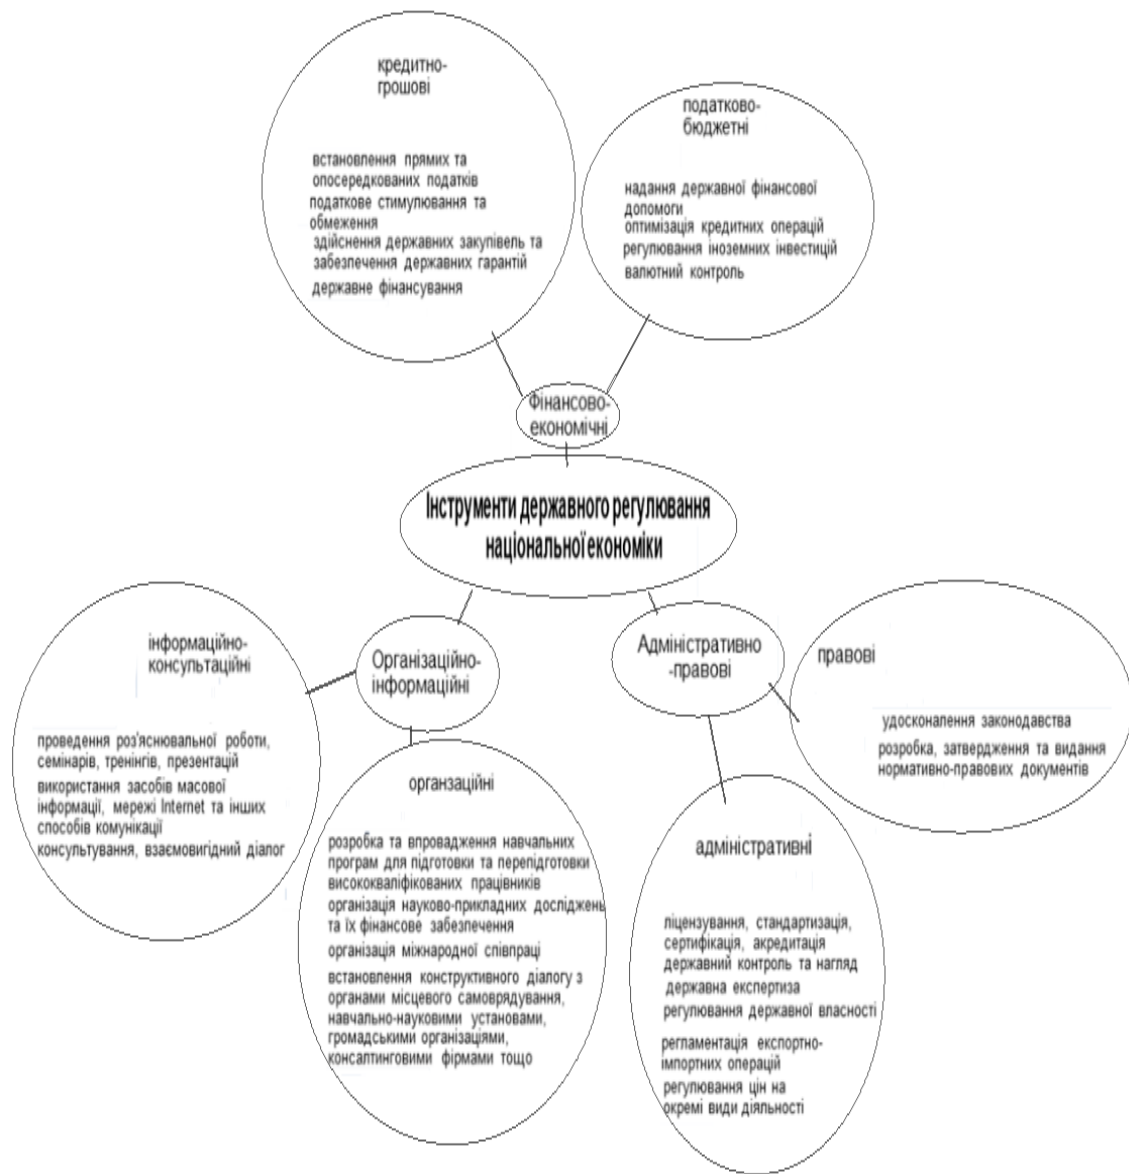 кредитно-
грошові
встановлення прямих та
опосередкованих податків
податкове стимулювання та
обмеження
здійснення державних закупівель та
забезпечення державних гарантій
державне фінансування
податково-
бюджетні
надання державної фінансової
допомоги
оптимізація кредитних операцій
регулювання іноземних інвестицій
валютний контроль
Фінансово-
економічні
Інструменти державного регулювання
національної економіки
інформаційно-
консультаційні
проведення роз'яснювальної роботи,
семінарів, тренінгів, презентацій
використання засобів масової
інформації, мережі Internet та інших
способів комунікації
консультування, взаємовигідний діалог
Організаційно-
інформаційні
органзаційні
розробка та впровадження навчальних
програм для підготовки та перепідготовки
висококваліфікованих працівників
організація науково-прикладних досліджень
та їх фінансове забезпечення
організація міжнародної співпраці
встановлення конструктивного діалогу з
органами місцевого самоврядування,
навчально-науковими установами,
громадськими організаціями,
консалтинговими фірмами тощо
Адміністративно
-правові
правові
удосконалення законодавства
розробка, затвердження та видання
нормативно-правових документів
адміністративні
ліцензування, стандартизація,
сертифікація, акредитація
державний контроль та нагляд
державна експертиза
регулювання державної власності
регламентація експортно-
імпортних операцій
регулювання цін на
окремі види діяльності